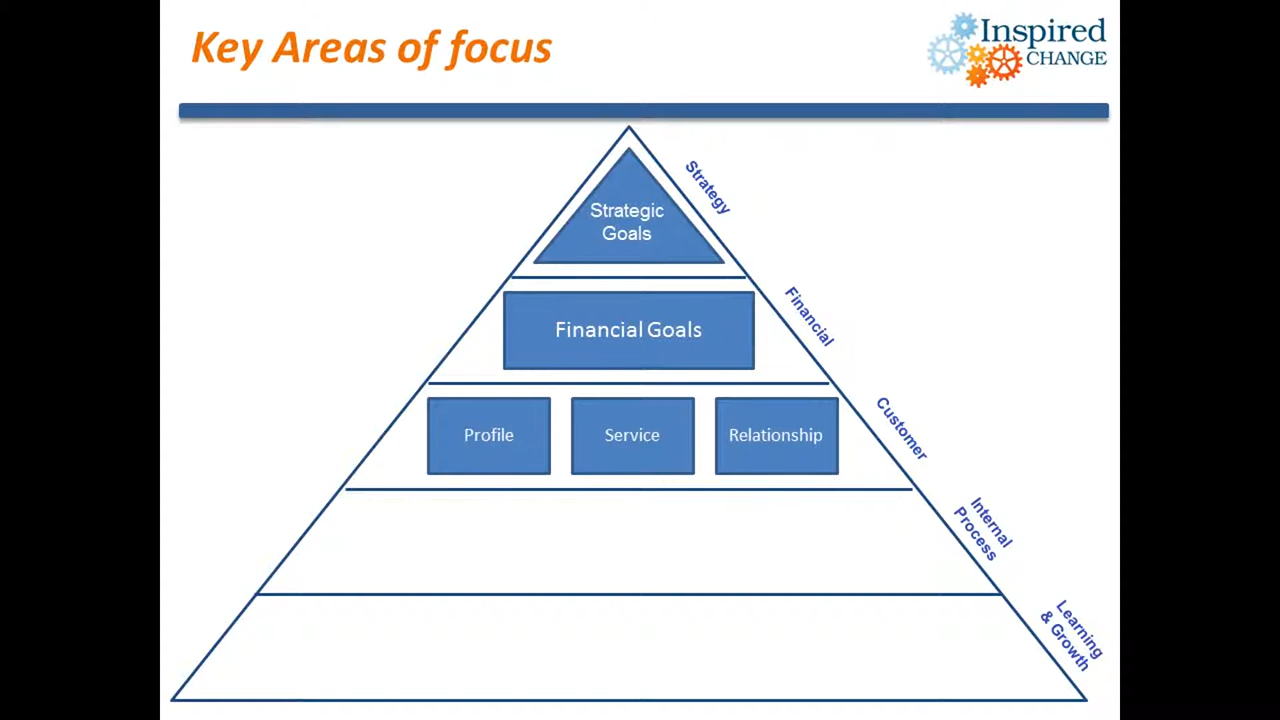 Key Areas of focus
Inspired
CHANGE
Strategy
Strategic
Goals
Financial
Financial Goals
Customer
Profile
Service
Relationship
Internal
Process
Learning
& Growth